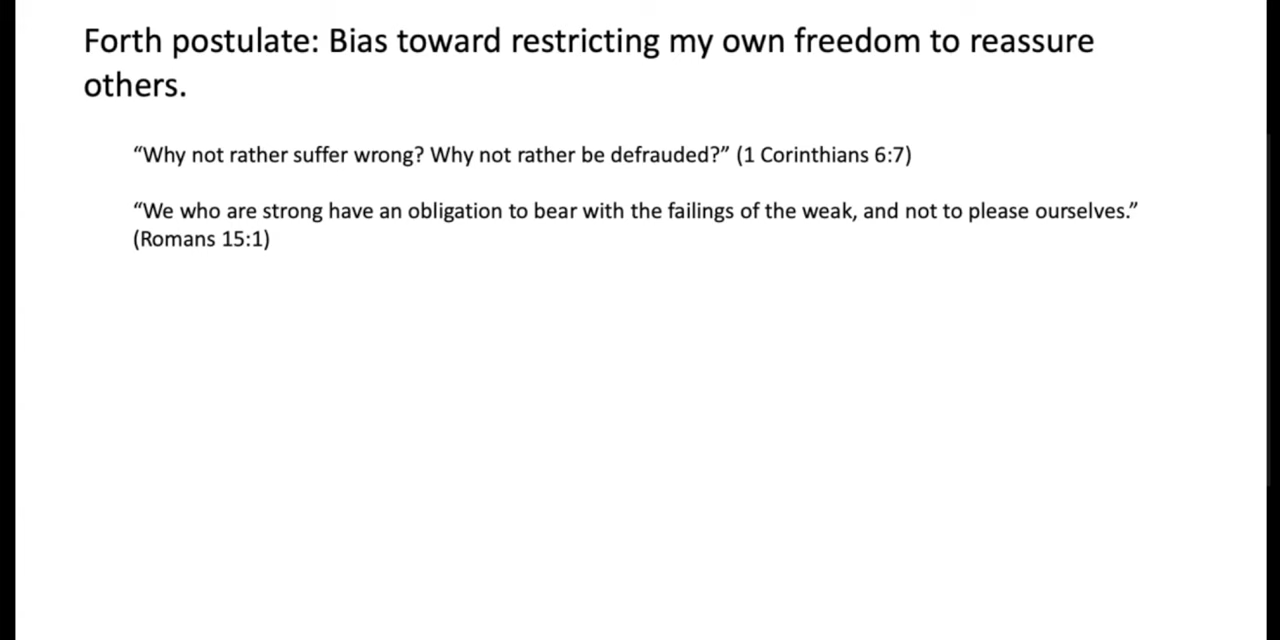 Forth postulate: Bias toward restricting my own freedom to reassure
others.
“Why not rather suffer wrong? Why not rather be defrauded?” (1 Corinthians 6:7)
“We who are strong have an obligation to bear with the failings of the weak, and not to please ourselves.”
(Romans 15:1)